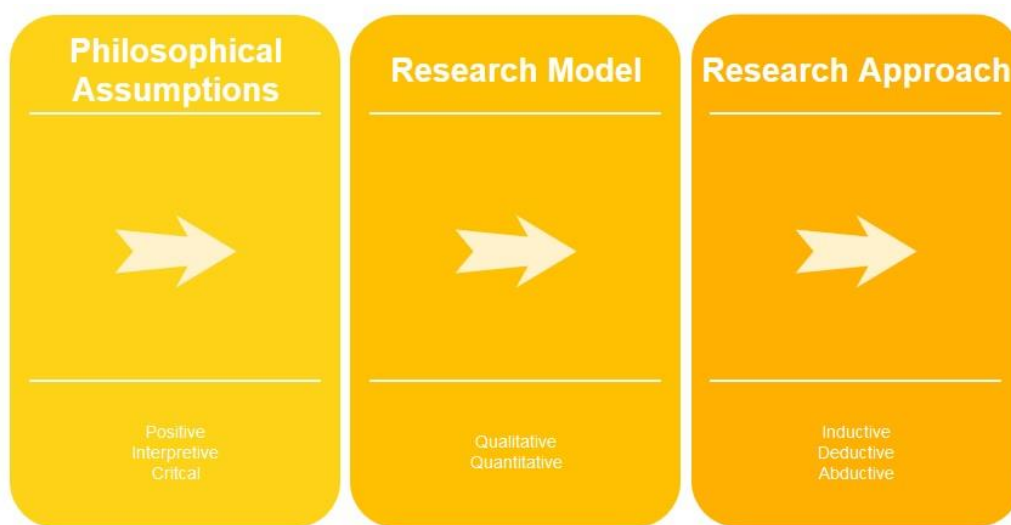 Philosophical
Assumptions
Positive
Interpretive
Critcal
Research Model
Qualitative
Quantitative
Research Approach
Inductive
Deductive
Abductive